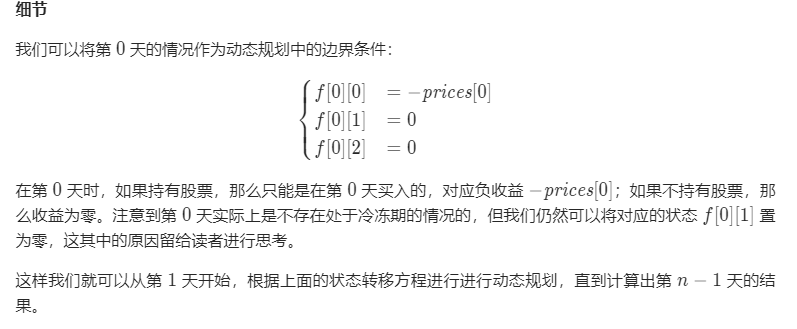 细节
我们可以将第 0 天的情况作为动态规划中的边界条件：
f[0][0] = −prices[0]
f[0][1] = 0
f[0][2] = 0
在第 0 天时，如果持有股票，那么只能是在第 0 天买入的，对应负收益 −prices[0]；如果不持有股票，那
么收益为零。注意到第 0 天实际上是不存在处于冷冻期的情况的，但我们仍然可以将对应的状态 f[0][1] 置
为零，这其中的原因留给读者进行思考。
这样我们就可以从第 1 天开始，根据上面的状态转移方程进行进行动态规划，直到计算出第 n − 1 天的结
果。